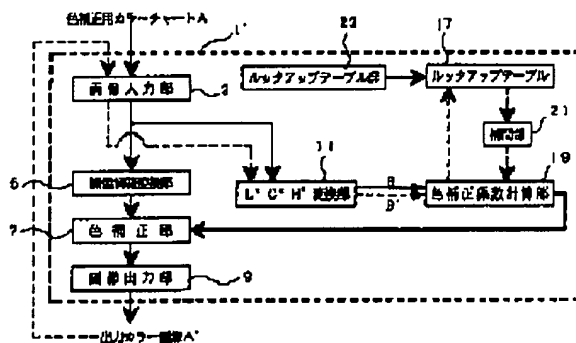 色補正用カラーチャートA
1'
画像入力部
3
ルックアップテーブル群
23
ルックアップテーブル
17
補間部
21
5
11
L* C* H* 変換部
B
B'
色補正係数計算部
19
7
色補正部
画像出力部
9
出力カラー画像A'